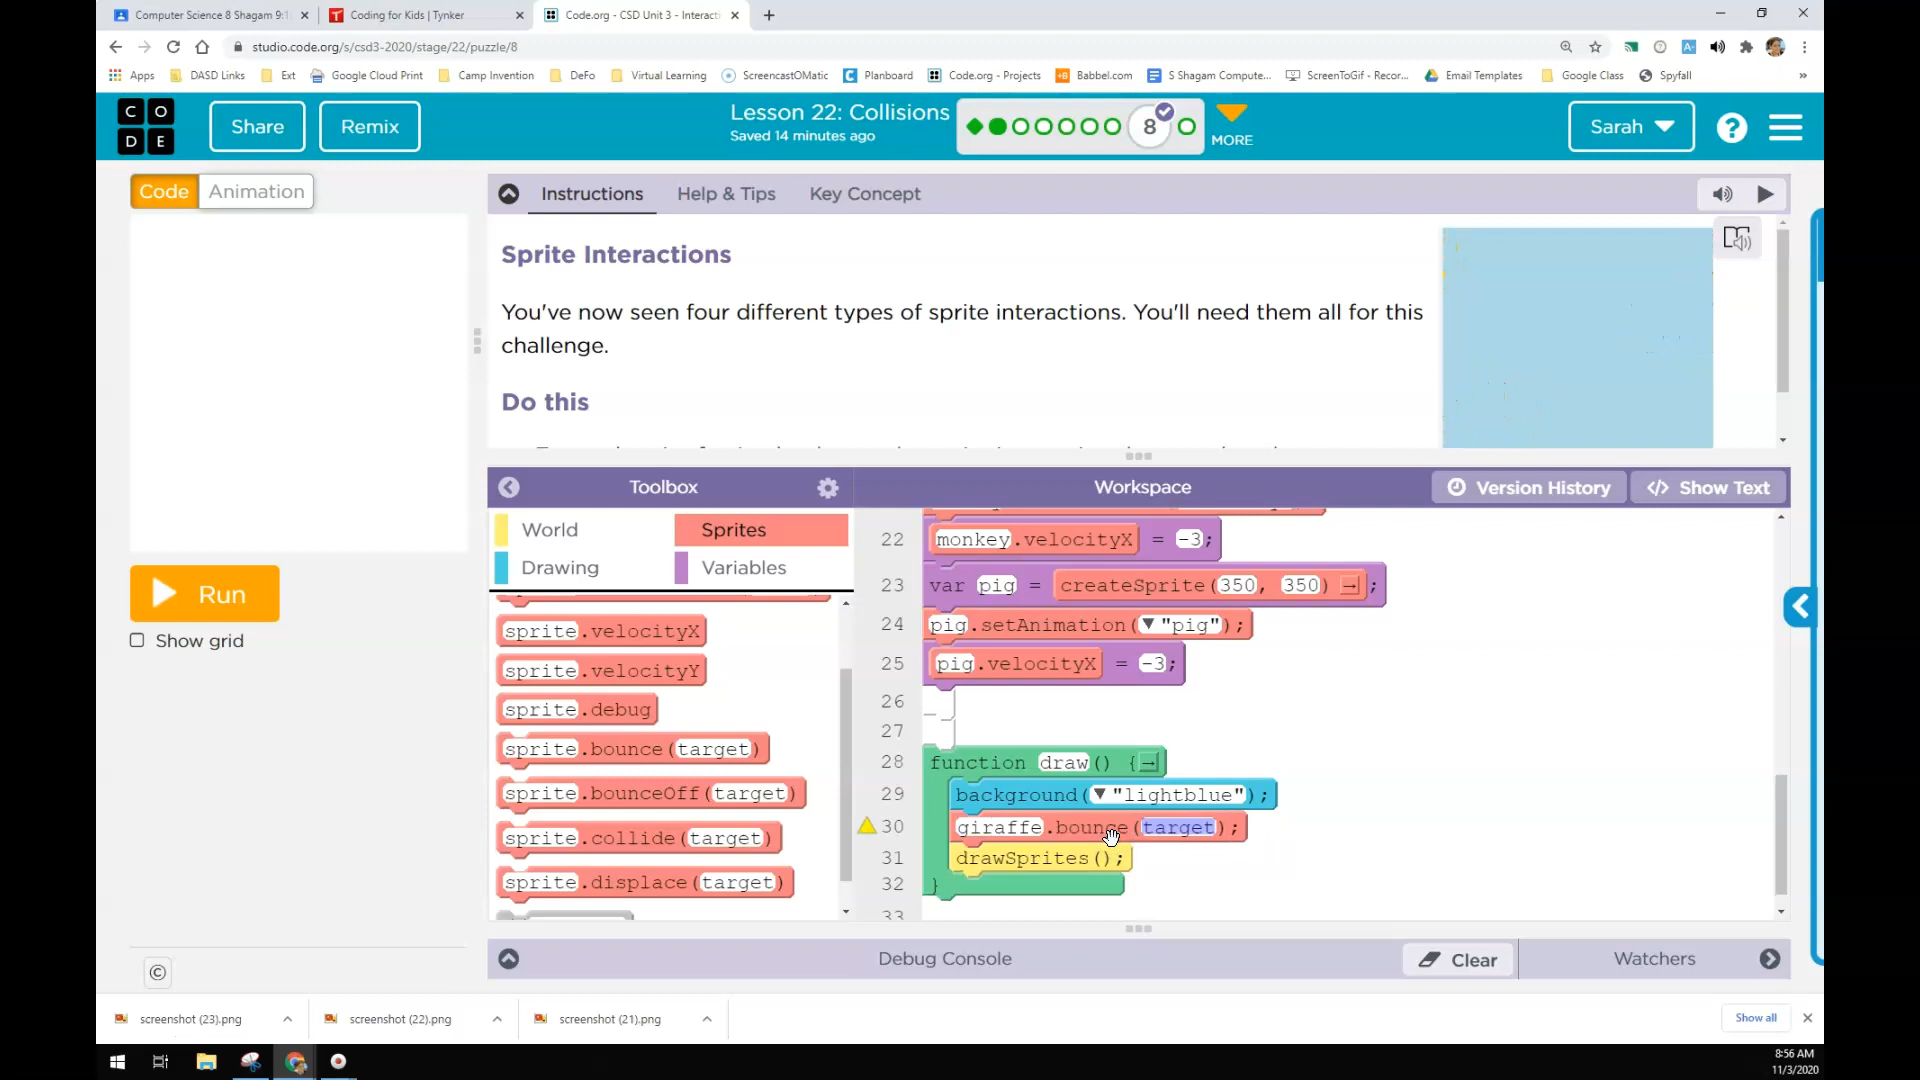 Computer Science 8 Shagam 9:1
Coding for Kids | Tynker
Code.org - CSD Unit 3 - Interacti
studio.code.org/s/csd3-2020/stage/22/puzzle/8
Apps
DASD Links
Ext
Google Cloud Print
Camp Invention
DeFo
Virtual Learning
ScreencastOMatic
Planboard
Code.org - Projects
Babbel.com
S Shagam Compute...
ScreenToGif - Recor...
Email Templates
Google Class
Spyfall
C O
D E
Share
Remix
Lesson 22: Collisions
Saved 14 minutes ago
8
MORE
Sarah
Code
Animation
Instructions
Help & Tips
Key Concept
Sprite Interactions
You've now seen four different types of sprite interactions. You'll need them all for this
challenge.
Do this
Run
Show grid
Toolbox
Workspace
Version History
Show Text
World
Sprites
Drawing
Variables
sprite.velocityX
sprite.velocityY
sprite.debug
sprite.bounce(target)
sprite.bounceOff(target)
sprite.collide(target)
sprite.displace(target)
22 monkey.velocityX = -3;
23 var pig = createSprite(350, 350);
24 pig.setAnimation("pig");
25 pig.velocityX = -3;
26
27
28 function draw() {
29 background("lightblue");
30 giraffe.bounce(target);
31 drawSprites();
32 }
33
Debug Console
Clear
Watchers
screenshot (23).png
screenshot (22).png
screenshot (21).png
Show all
8:56 AM
11/3/2020